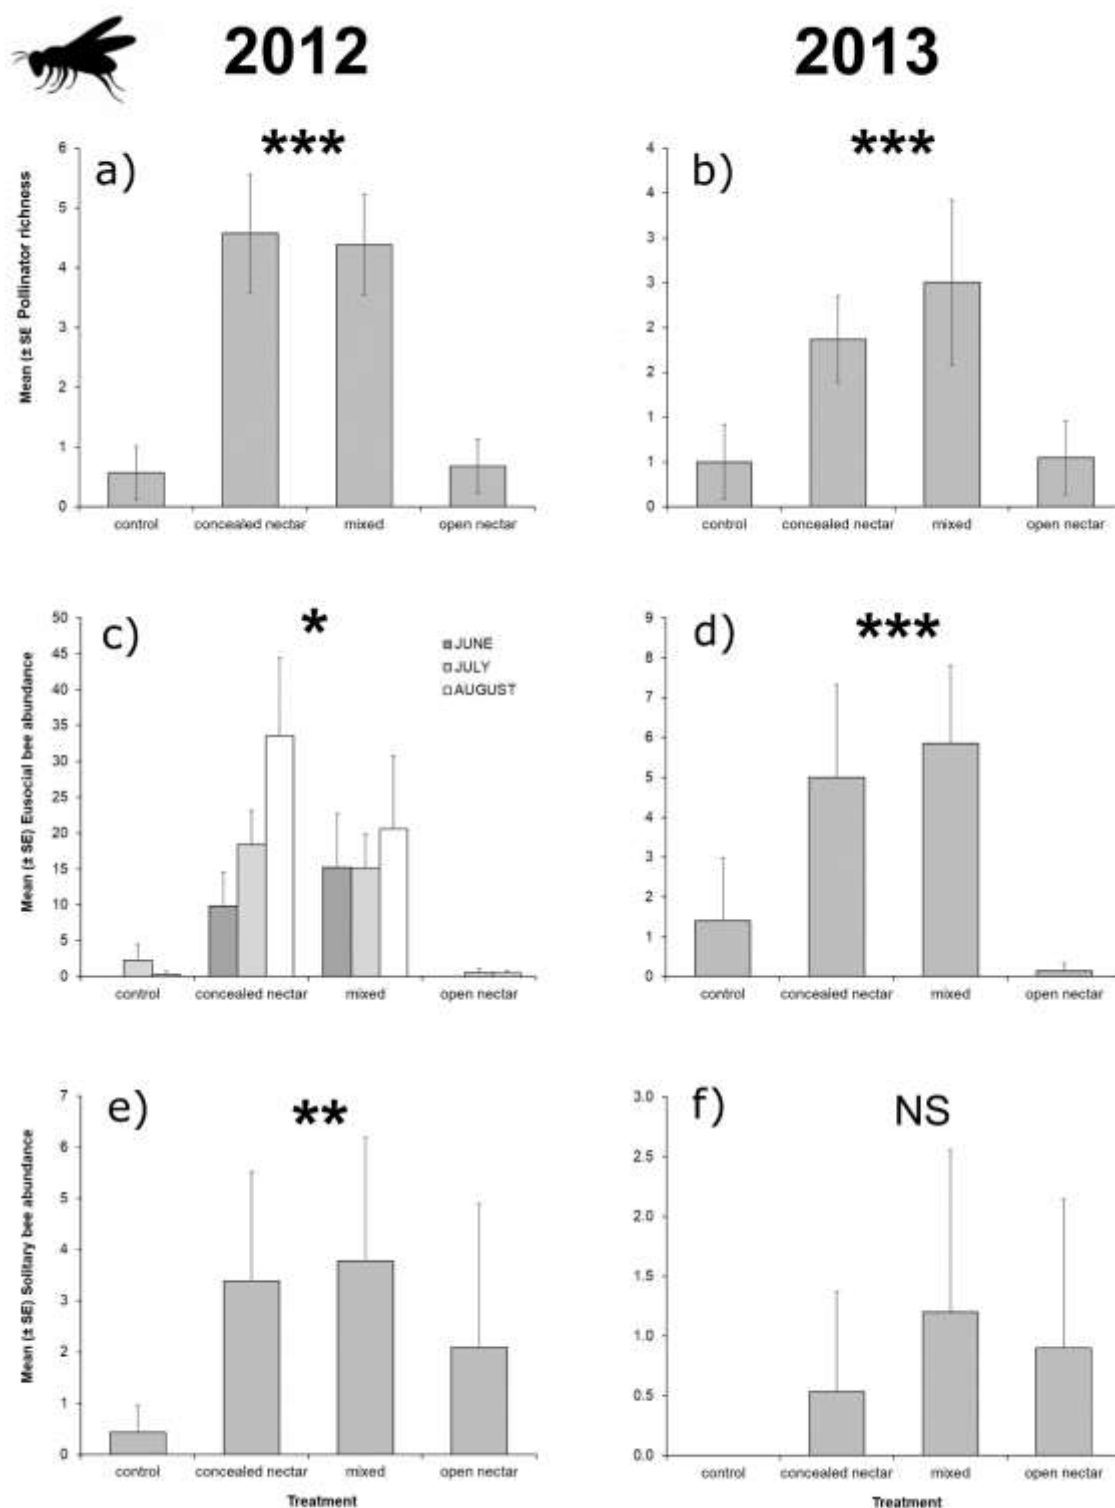 2012
2013
a)
***
Mean (± SE Pollinator richness
6
5
4
3
2
1
0
control concealed nectar mixed open nectar
b)
***
4
4
3
3
2
2
1
1
0
control concealed nectar mixed open nectar
c)
*
Mean (± SE) Eusocial bee abundance
50
45
40
35
30
25
20
15
10
5
0
JUNE
JULY
AUGUST
control concealed nectar mixed open nectar
d)
***
9
8
7
6
5
4
3
2
1
0
control concealed nectar mixed open nectar
e)
**
Mean (± SE) Solitary bee abundance
7
6
5
4
3
2
1
0
control concealed nectar mixed open nectar
Treatment
f)
NS
3.0
2.5
2.0
1.5
1.0
0.5
0.0
control concealed nectar mixed open nectar
Treatment